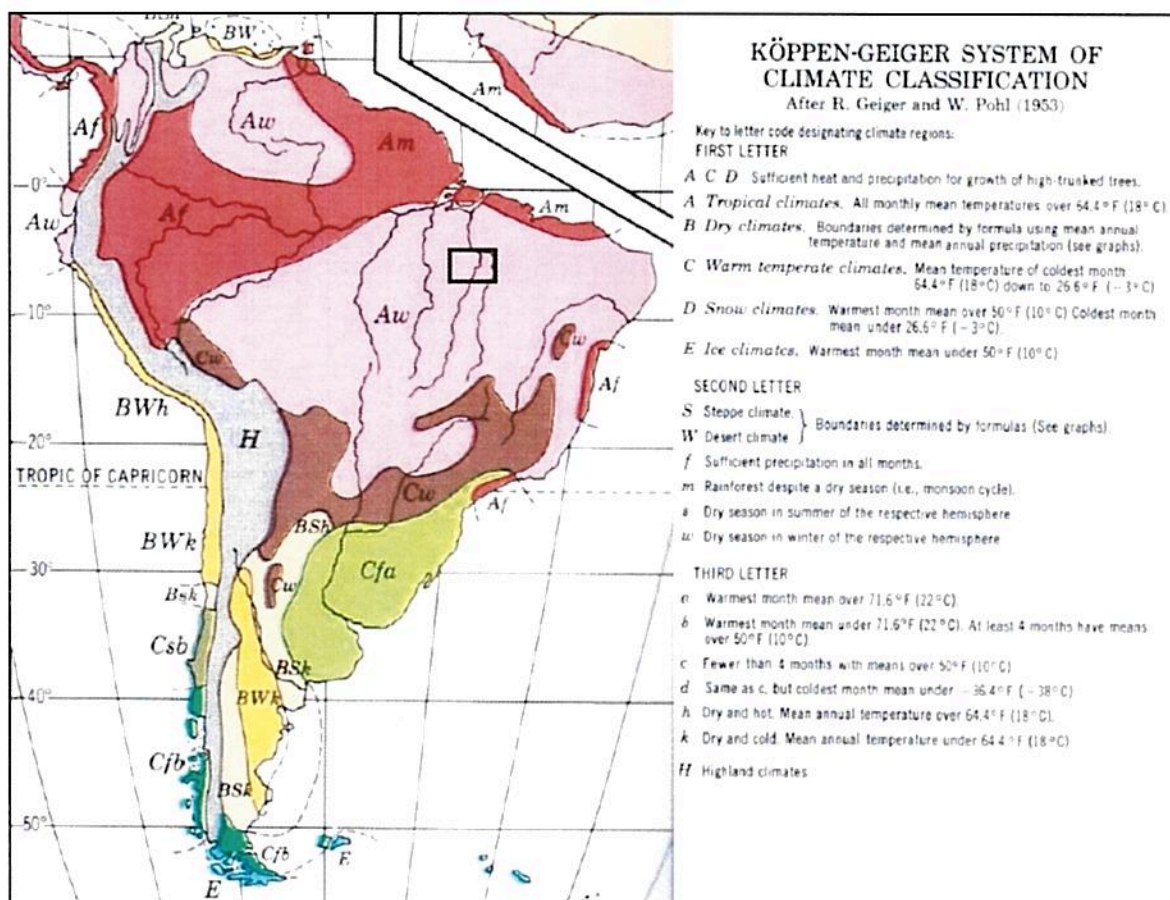 BSh
BW
Am
Af
Aw
Am
0°
Af
Am
Aw
Aw
10°
Cw
Cw
BWh
Af
H
20°
TROPIC OF CAPRICORN
Cw
Af
BSh
BWk
Cfa
30°
Cw
Bsk
Csb
BSk
BWk
40°
Cfb
BSk
50°
Cfb
E
E
KÖPPEN-GEIGER SYSTEM OF
CLIMATE CLASSIFICATION
After R. Geiger and W. Pohl (1953)
Key to letter code designating climate regions:
FIRST LETTER
A C D Sufficient heat and precipitation for growth of high-trunked trees.
A Tropical climates. All monthly mean temperatures over 64.4°F (18°C)
B Dry climates. Boundaries determined by formula using mean annual
temperature and mean annual precipitation (see graphs).
C Warm temperate climates. Mean temperature of coldest month
64.4°F (18°C) down to 26.6°F (-3°C)
D Snow climates. Warmest month mean over 50°F (10°C) Coldest month
mean under 26.6°F (-3°C).
E Ice climates. Warmest month mean under 50°F (10°C)
SECOND LETTER
S Steppe climate.
W Desert climate
Boundaries determined by formulas (See graphs).
f Sufficient precipitation in all months.
m Rainforest despite a dry season (i.e., monsoon cycle).
s Dry season in summer of the respective hemisphere
w Dry season in winter of the respective hemisphere
THIRD LETTER
a Warmest month mean over 71.6°F (22°C).
b Warmest month mean under 71.6°F (22°C). At least 4 months have means
over 50°F (10°C).
c Fewer than 4 months with means over 50°F (10°C)
d Same as c, but coldest month mean under -36.4°F (-38°C)
h Dry and hot. Mean annual temperature over 64.4°F (18°C).
k Dry and cold. Mean annual temperature under 64.4°F (18°C)
H Highland climates